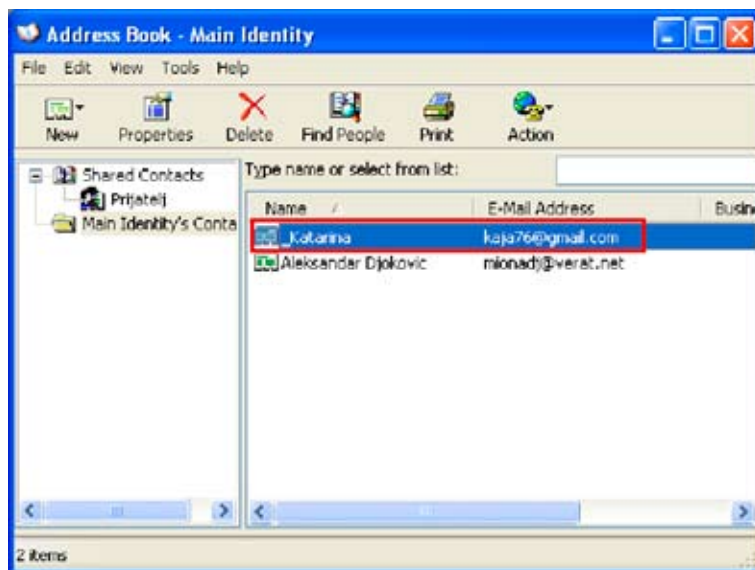 Address Book - Main Identity
File Edit View Tools Help
New Properties Delete Find People Print Action
Shared Contacts
Prijatelj
Main Identity's Conta
Type name or select from list:
Name E-Mail Address Busin
_Katarina kaja76@gmail.com
Aleksandar Djokovic mionadj@verat.net
2 items